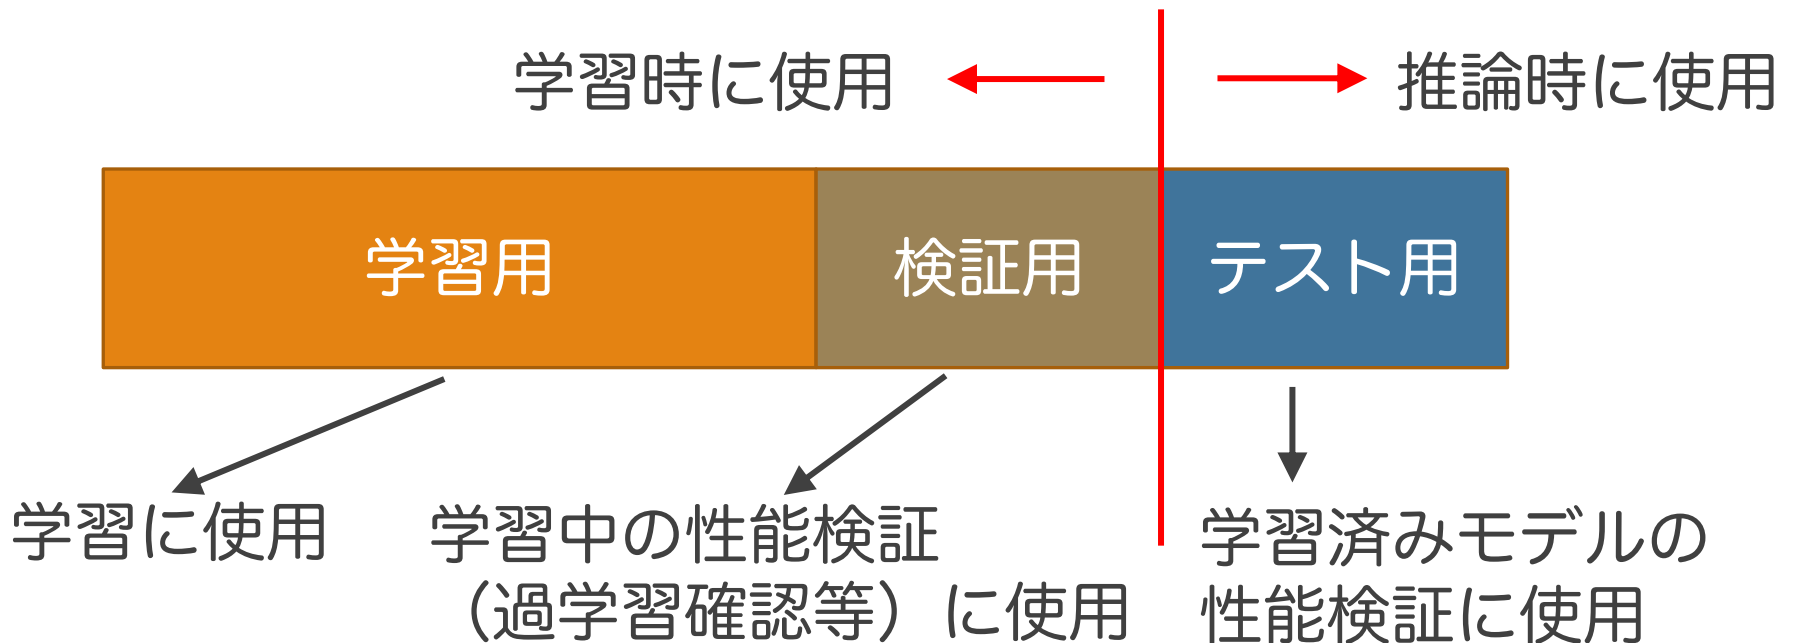 学習時に使用
推論時に使用
学習用
検証用
テスト用
学習に使用
学習中の性能検証
（過学習確認等）に使用
学習済みモデルの
性能検証に使用